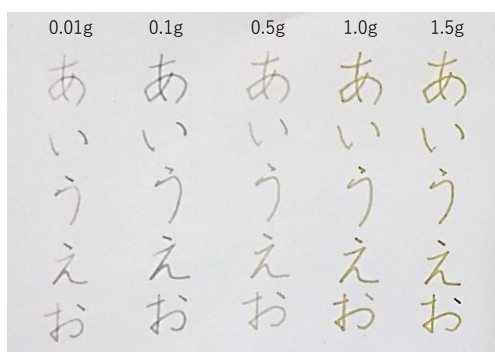 0.01g 0.1g 0.5g 1.0g 1.5g
あ あ あ あ あ
い い い い い
う う う う う
え え え え え
お お お お お